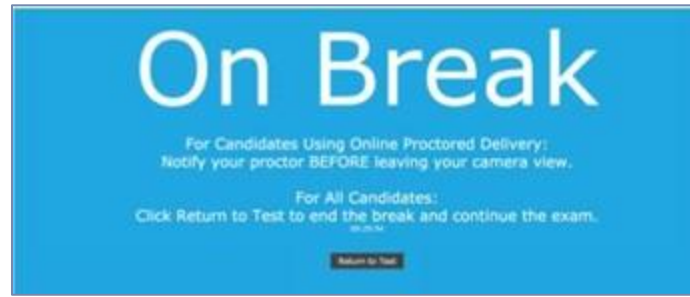 On Break
For Candidates Using Online Proctored Delivery:
Notify your proctor BEFORE leaving your camera view.
For All Candidates:
Click Return to Test to end the break and continue the exam.
Return to Test